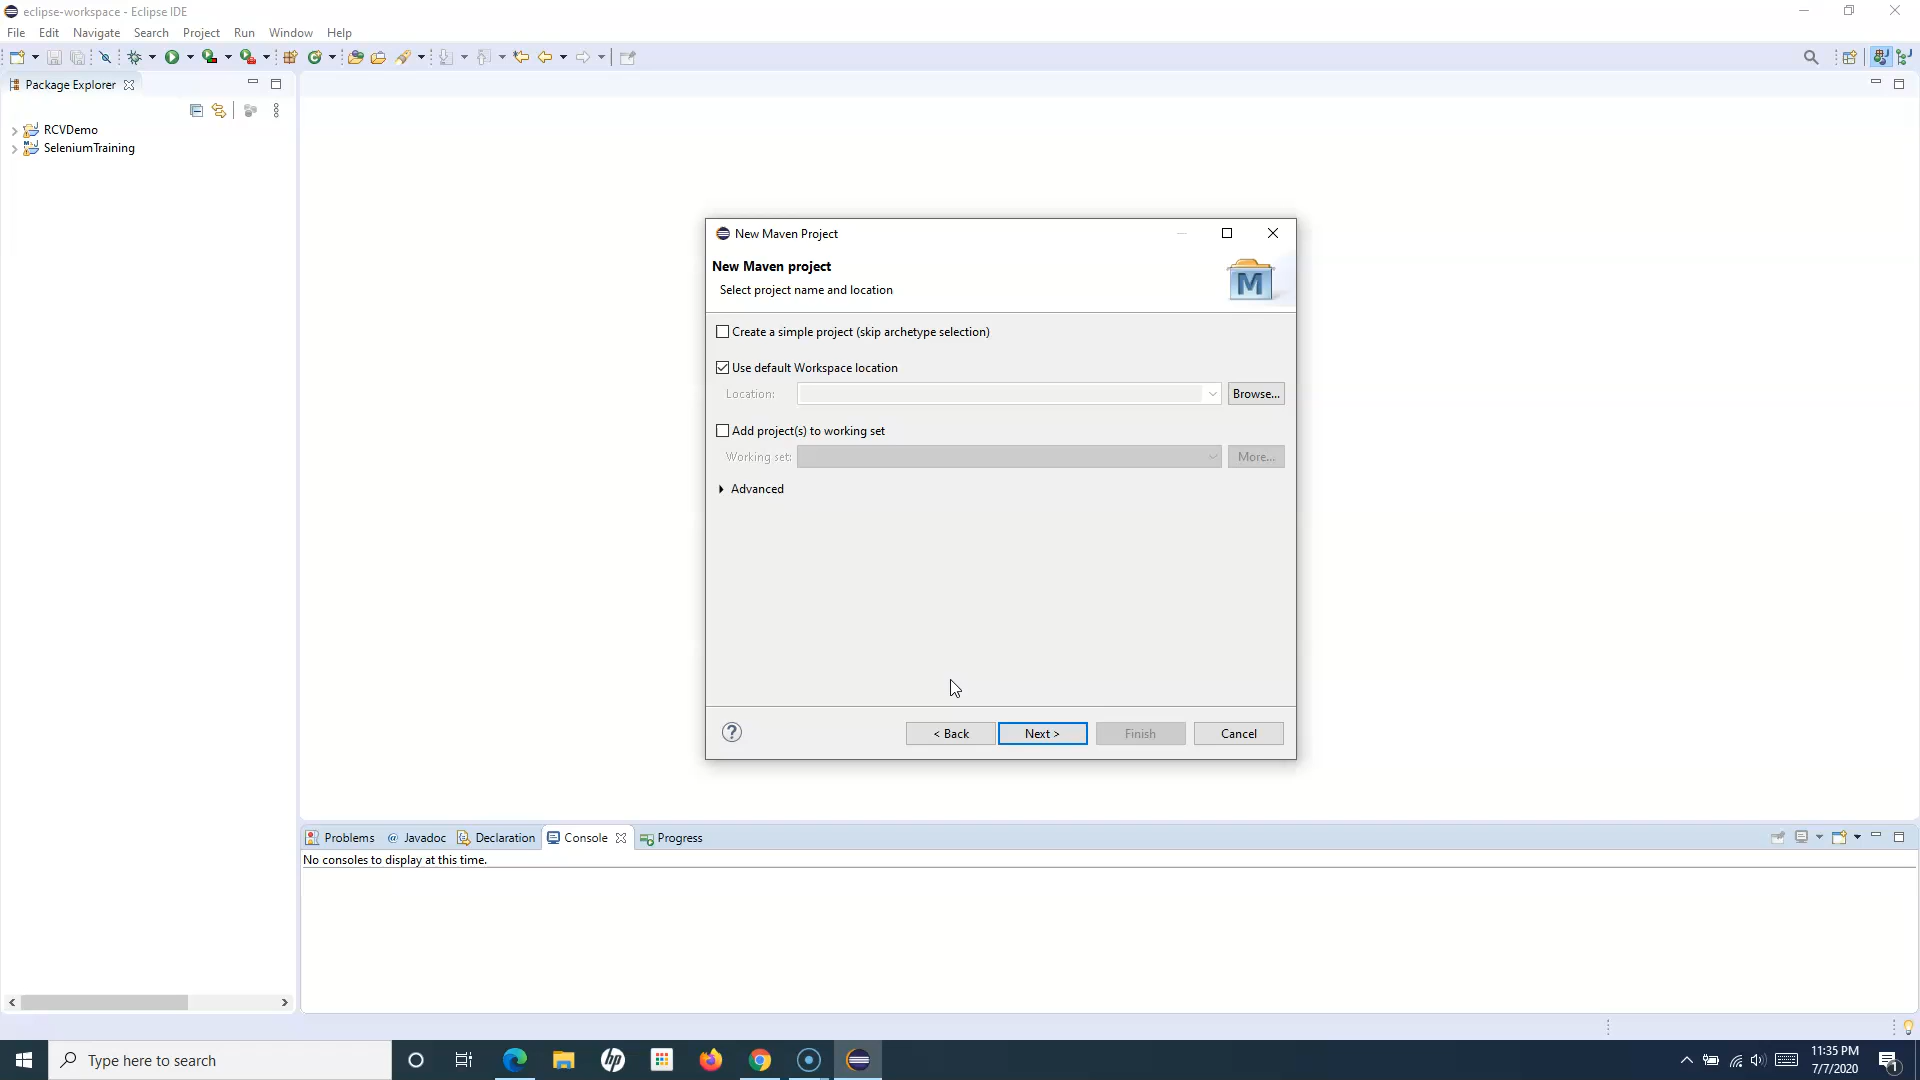 eclipse-workspace - Eclipse IDE
File Edit Navigate Search Project Run Window Help
Package Explorer
RCVDemo
SeleniumTraining
New Maven Project
New Maven project
Select project name and location
M
Create a simple project (skip archetype selection)
Use default Workspace location
Location: Browse...
Add project(s) to working set
Working set: More...
Advanced
? < Back Next > Finish Cancel
Problems @ Javadoc Declaration Console Progress
No consoles to display at this time.
Type here to search
hp
11:35 PM
7/7/2020
1